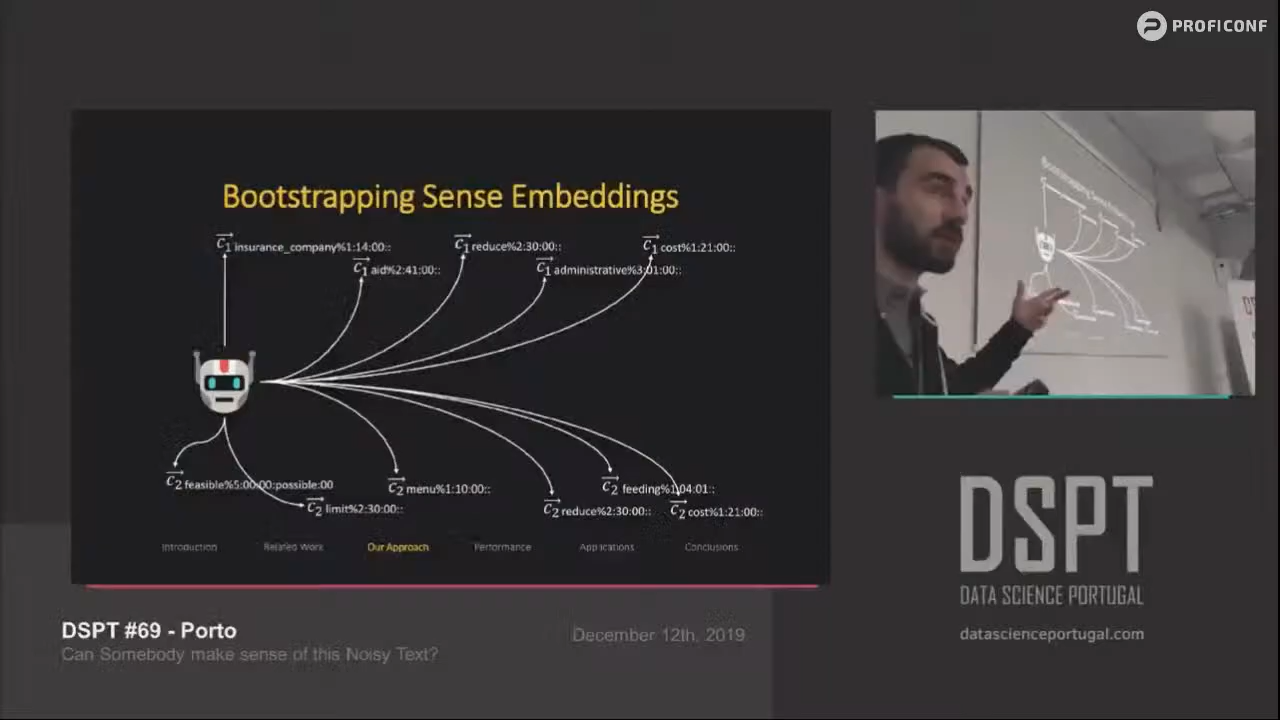 PROFICONF
Bootstrapping Sense Embeddings
C1 insurance_company%1:14:00::
C1 reduce%2:30:00::
C1 cost%1:21:00::
C1 aid%2:41:00::
C1 administrative%3:01:00::
C2 feasible%5:00:00:possible:00
C2 menu%1:10:00::
C2 feeding%1:04:01::
C2 limit%2:30:00::
C2 reduce%2:30:00::
C2 cost%1:21:00::
Introduction Related Work Our Approach Performance Applications Conclusions
Bootstrapping Sense Embeddings
DSPT
DATA SCIENCE PORTUGAL
datascienceportugal.com
DSPT #69 - Porto
December 12th, 2019
Can Somebody make sense of this Noisy Text?